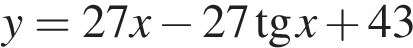 y = 27x − 27 tg x + 43